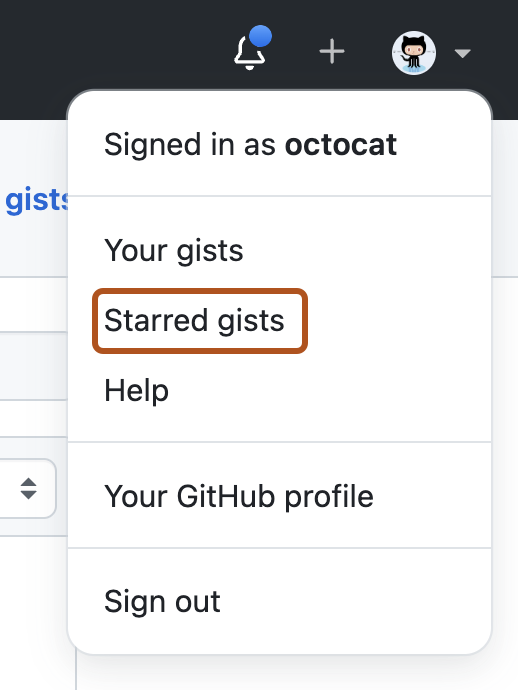 Signed in as octocat
gists
Your gists
Starred gists
Help
Your GitHub profile
Sign out